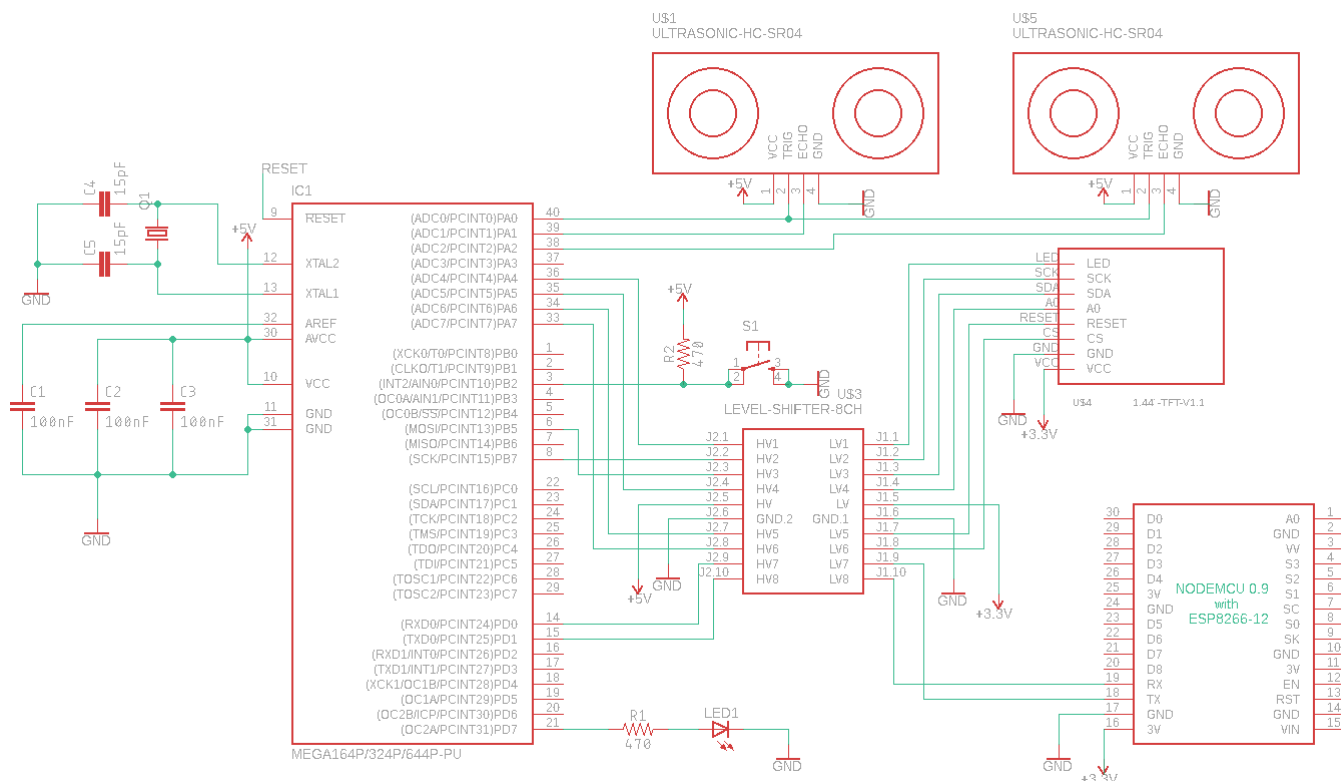 U$1
ULTRASONIC-HC-SR04
VCC
TRIG
ECHO
GND
+5V
1
2
3
4
GND
U$5
ULTRASONIC-HC-SR04
VCC
TRIG
ECHO
GND
+5V
1
2
3
4
GND
C4
15pF
Q1
C5
15pF
GND
+5V
RESET
IC1
9 RESET
12 XTAL2
13 XTAL1
32 AREF
30 AVCC
10 VCC
11 GND
31 GND
C1
100nF
C2
100nF
C3
100nF
GND
(ADC0/PCINT0)PA0 40
(ADC1/PCINT1)PA1 39
(ADC2/PCINT2)PA2 38
(ADC3/PCINT3)PA3 37
(ADC4/PCINT4)PA4 36
(ADC5/PCINT5)PA5 35
(ADC6/PCINT6)PA6 34
(ADC7/PCINT7)PA7 33
(XCK0/T0/PCINT8)PB0 1
(CLKO/T1/PCINT9)PB1 2
(INT2/AIN0/PCINT10)PB2 3
(OC0A/AIN1/PCINT11)PB3 4
(OC0B/SS/PCINT12)PB4 5
(MOSI/PCINT13)PB5 6
(MISO/PCINT14)PB6 7
(SCK/PCINT15)PB7 8
(SCL/PCINT16)PC0 22
(SDA/PCINT17)PC1 23
(TCK/PCINT18)PC2 24
(TMS/PCINT19)PC3 25
(TDO/PCINT20)PC4 26
(TDI/PCINT21)PC5 27
(TOSC1/PCINT22)PC6 28
(TOSC2/PCINT23)PC7 29
(RXD0/PCINT24)PD0 14
(TXD0/PCINT25)PD1 15
(RXD1/INT0/PCINT26)PD2 16
(TXD1/INT1/PCINT27)PD3 17
(XCK1/OC1B/PCINT28)PD4 18
(OC1A/PCINT29)PD5 19
(OC2B/ICP/PCINT30)PD6 20
(OC2A/PCINT31)PD7 21
MEGA164P/324P/644P-PU
+5V
R2
470
S1
1
2
3
4
GND
U$3
LEVEL-SHIFTER-8CH
J2.1 HV1 LV1 J1.1
J2.2 HV2 LV2 J1.2
J2.3 HV3 LV3 J1.3
J2.4 HV4 LV4 J1.4
J2.5 HV LV J1.5
J2.6 GND.2 GND.1 J1.6
J2.7 HV5 LV5 J1.7
J2.8 HV6 LV6 J1.8
J2.9 HV7 LV7 J1.9
J2.10 HV8 LV8 J1.10
+5V
GND
GND
+3.3V
LED LED
SCK SCK
SDA SDA
A0 A0
RESET RESET
CS CS
GND GND
VCC VCC
GND
+3.3V
U$4
1.44'-TFT-V1.1
30 D0 A0 1
29 D1 GND 2
28 D2 VV 3
27 D3 S3 4
26 D4 S2 5
25 3V S1 6
24 GND SC 7
23 D5 S0 8
22 D6 SK 9
21 D7 GND 10
20 D8 3V 11
19 RX EN 12
18 TX RST 13
17 GND GND 14
16 3V VIN 15
NODEMCU 0.9
with
ESP8266-12
GND
+3.3V
R1
470
LED1
GND